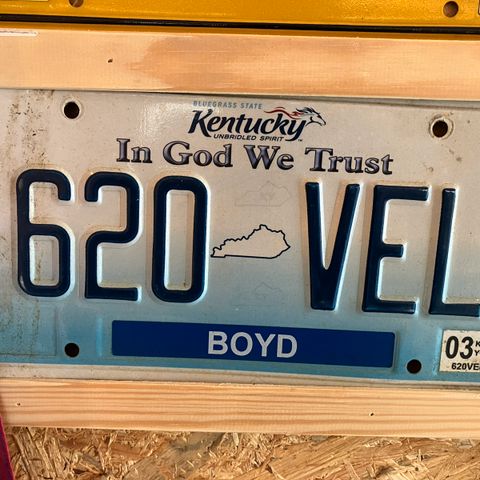 BLUEGRASS STATE
Kentucky
UNBRIDLED SPIRIT
In God We Trust
620 VEL
BOYD
03 K
Y
620VE